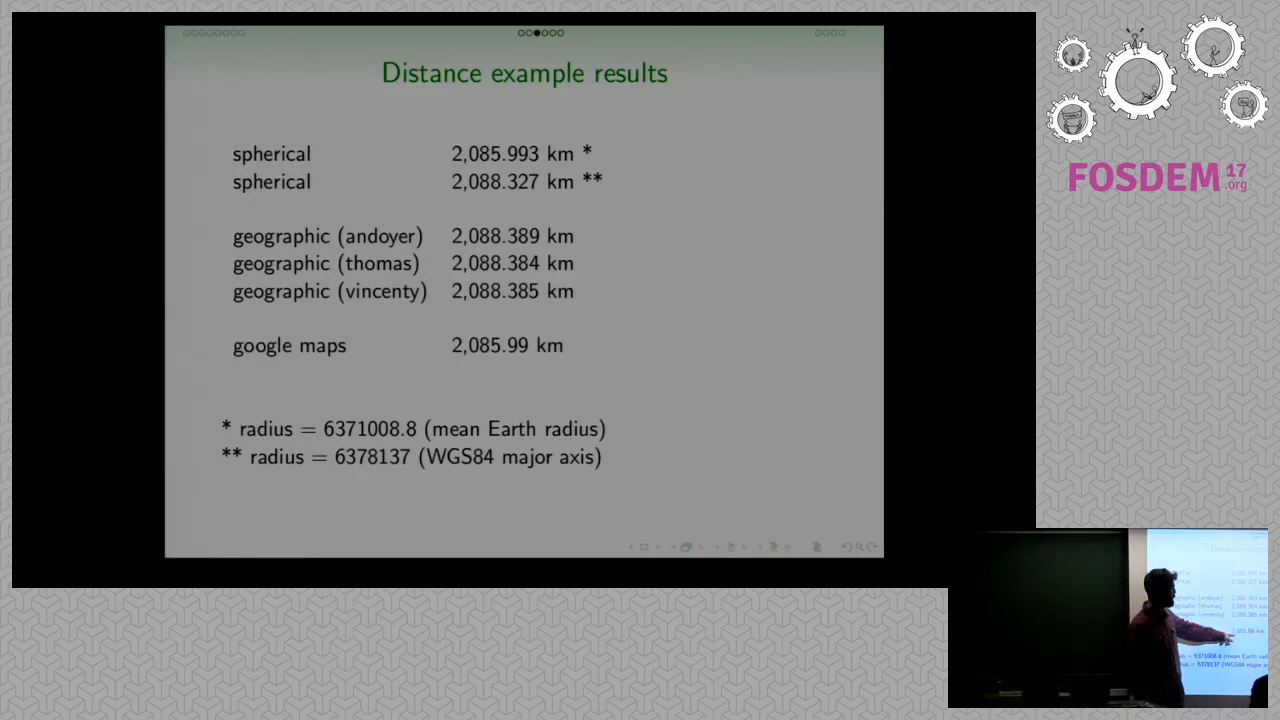 Distance example results
spherical 2,085.993 km *
spherical 2,088.327 km **
geographic (andoyer) 2,088.389 km
geographic (thomas) 2,088.384 km
geographic (vincenty) 2,088.385 km
google maps 2,085.99 km
* radius = 6371008.8 (mean Earth radius)
** radius = 6378137 (WGS84 major axis)
FOSDEM 17 .org